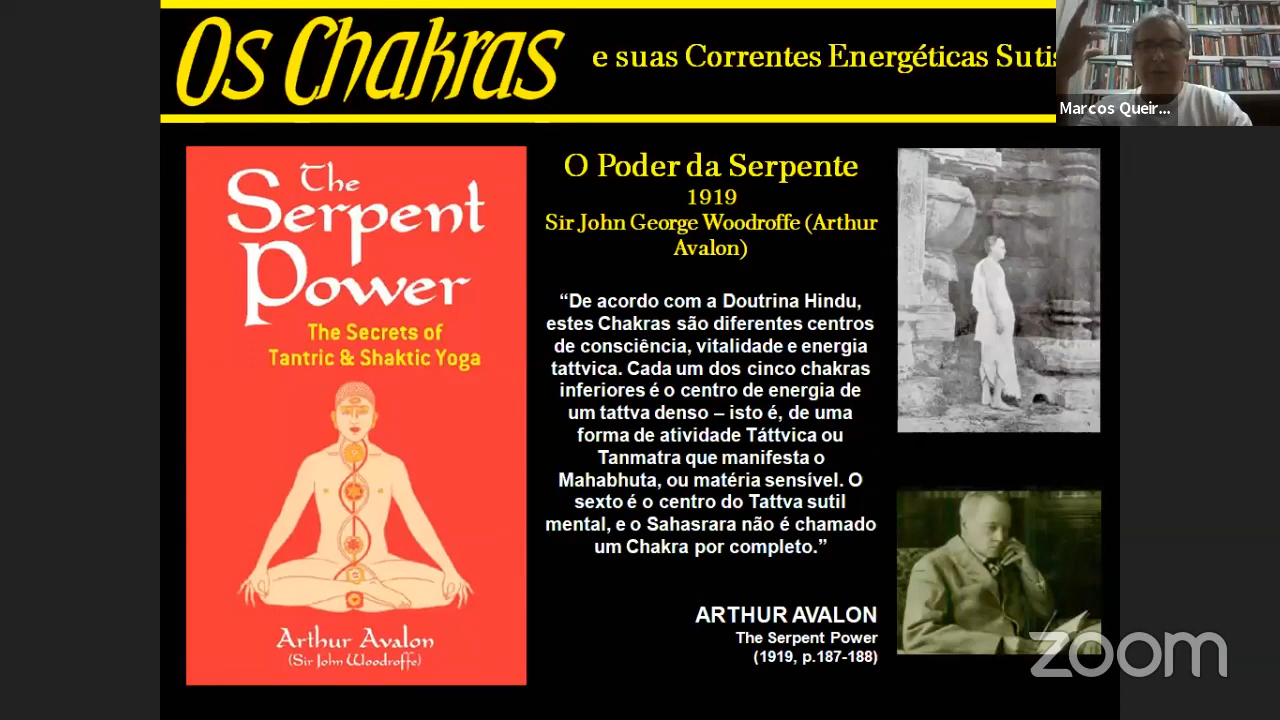 Os Chakras
e suas Correntes Energéticas Sutis
Marcos Queir...
The
Serpent
Power
The Secrets of
Tantric & Shaktic Yoga
Arthur Avalon
(Sir John Woodroffe)
O Poder da Serpente
1919
Sir John George Woodroffe (Arthur
Avalon)
“De acordo com a Doutrina Hindu,
estes Chakras são diferentes centros
de consciência, vitalidade e energia
tattvica. Cada um dos cinco chakras
inferiores é o centro de energia de
um tattva denso – isto é, de uma
forma de atividade Táttvica ou
Tanmatra que manifesta o
Mahabhuta, ou matéria sensível. O
sexto é o centro do Tattva sutil
mental, e o Sahasrara não é chamado
um Chakra por completo.”
ARTHUR AVALON
The Serpent Power
(1919, p.187-188)
zoom